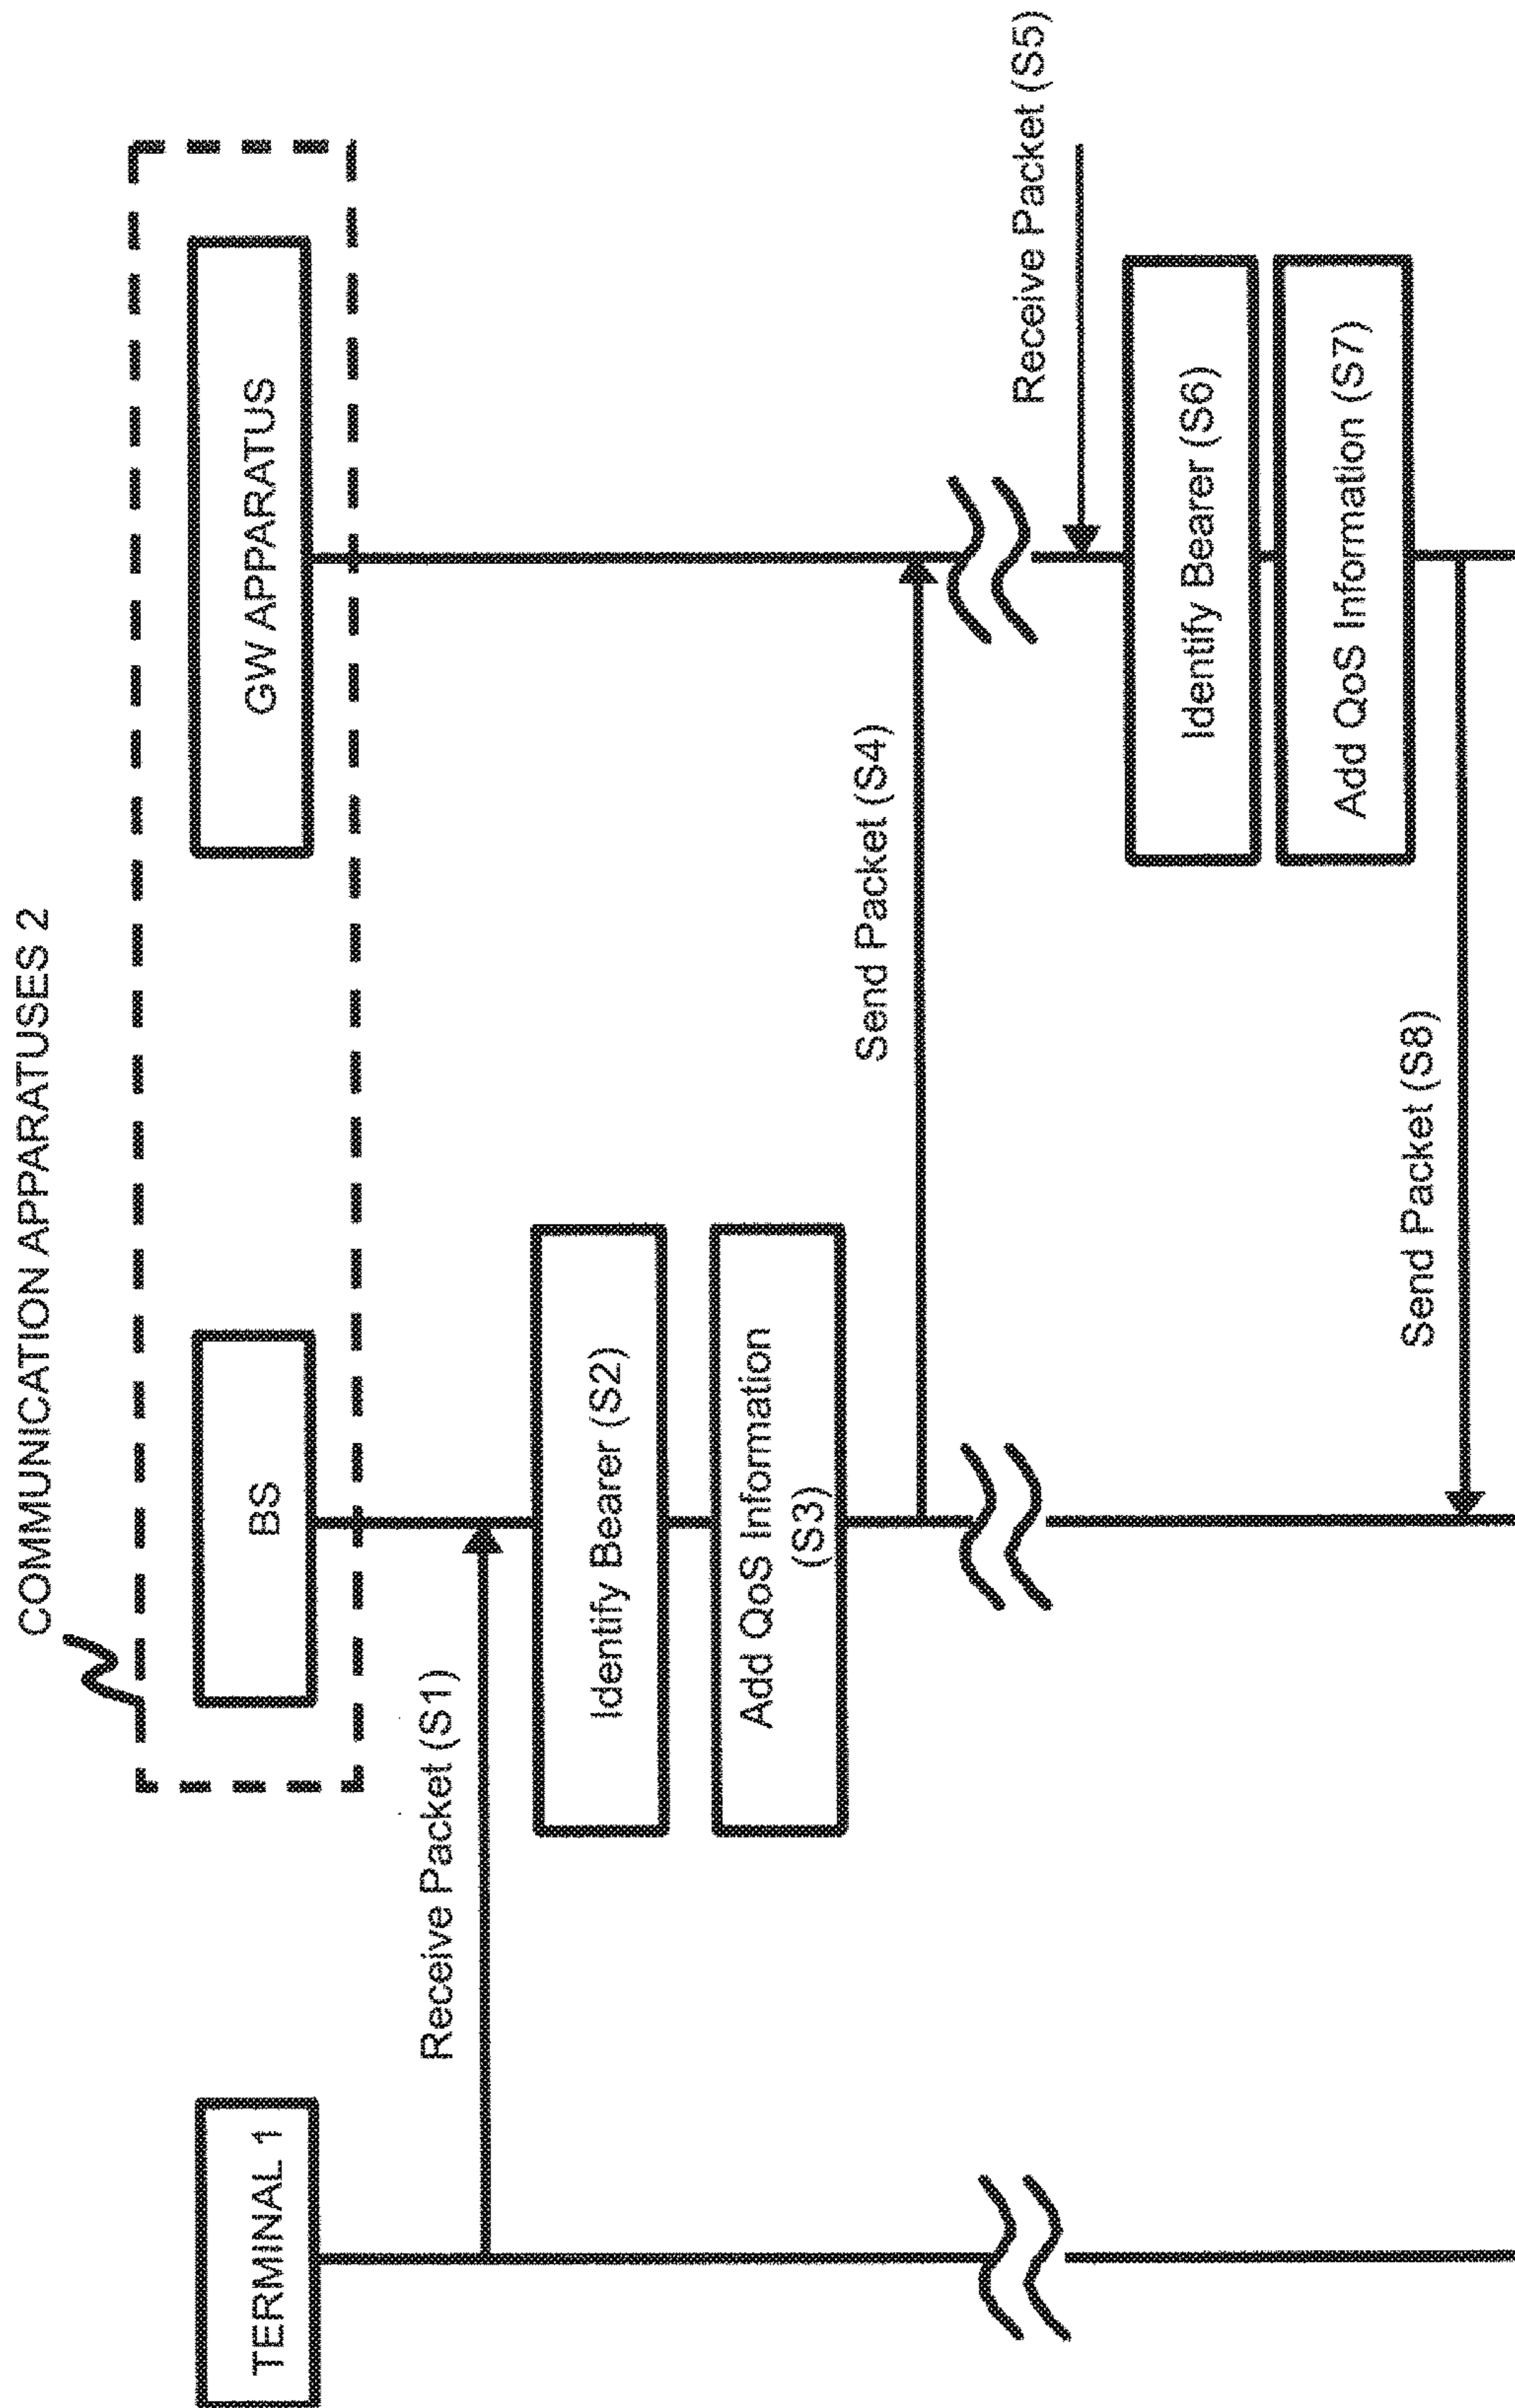 COMMUNICATION APPARATUSES 2
TERMINAL 1
BS
GW APPARATUS
Receive Packet (S1)
Identify Bearer (S2)
Add QoS Information
(S3)
Send Packet (S4)
Receive Packet (S5)
Identify Bearer (S6)
Add QoS Information (S7)
Send Packet (S8)